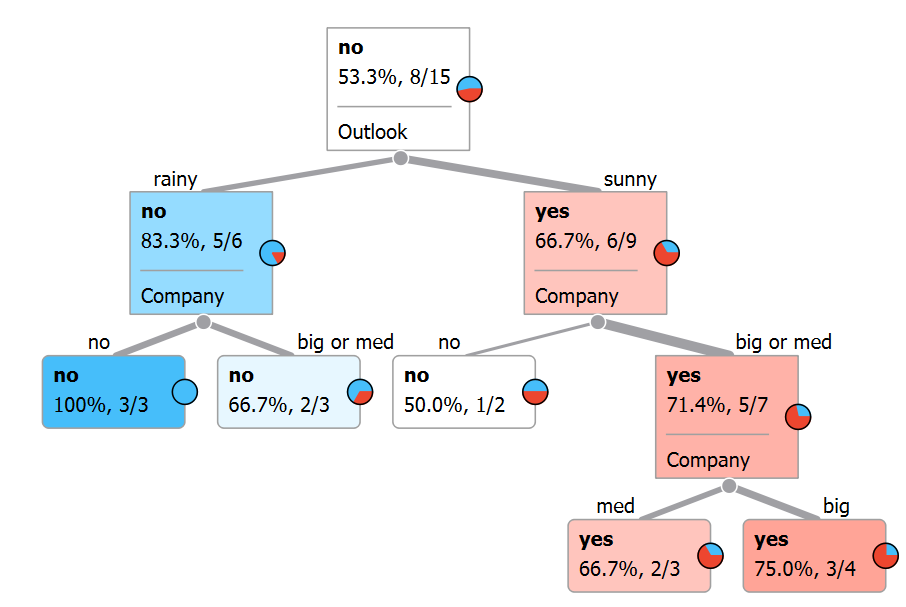 no
53.3%, 8/15
Outlook
rainy
sunny
no
83.3%, 5/6
Company
yes
66.7%, 6/9
Company
no
big or med
no
big or med
no
100%, 3/3
no
66.7%, 2/3
no
50.0%, 1/2
yes
71.4%, 5/7
Company
med
big
yes
66.7%, 2/3
yes
75.0%, 3/4